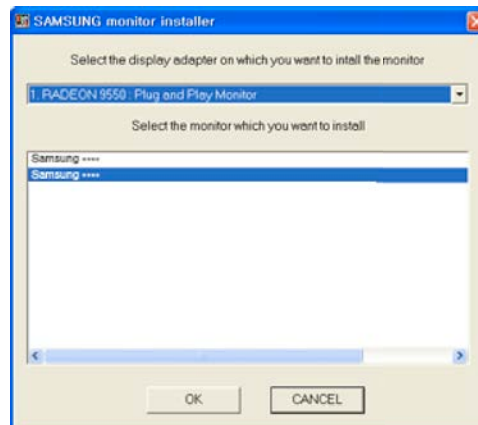 SAMSUNG monitor installer
Select the display adapter on which you want to intall the monitor
1. RADEON 9550 : Plug and Play Monitor
Select the monitor which you want to install
Samsung ****
Samsung ****
OK CANCEL